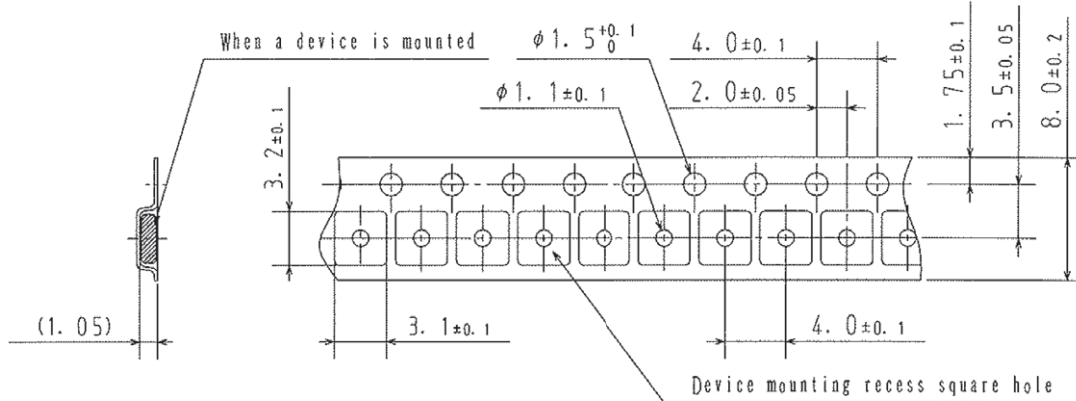 When a device is mounted
φ1.5+0.1 0
4.0±0.1
φ1.1±0.1
2.0±0.05
1.75±0.1
3.5±0.05
8.0±0.2
3.2±0.1
(1.05)
3.1±0.1
4.0±0.1
Device mounting recess square hole